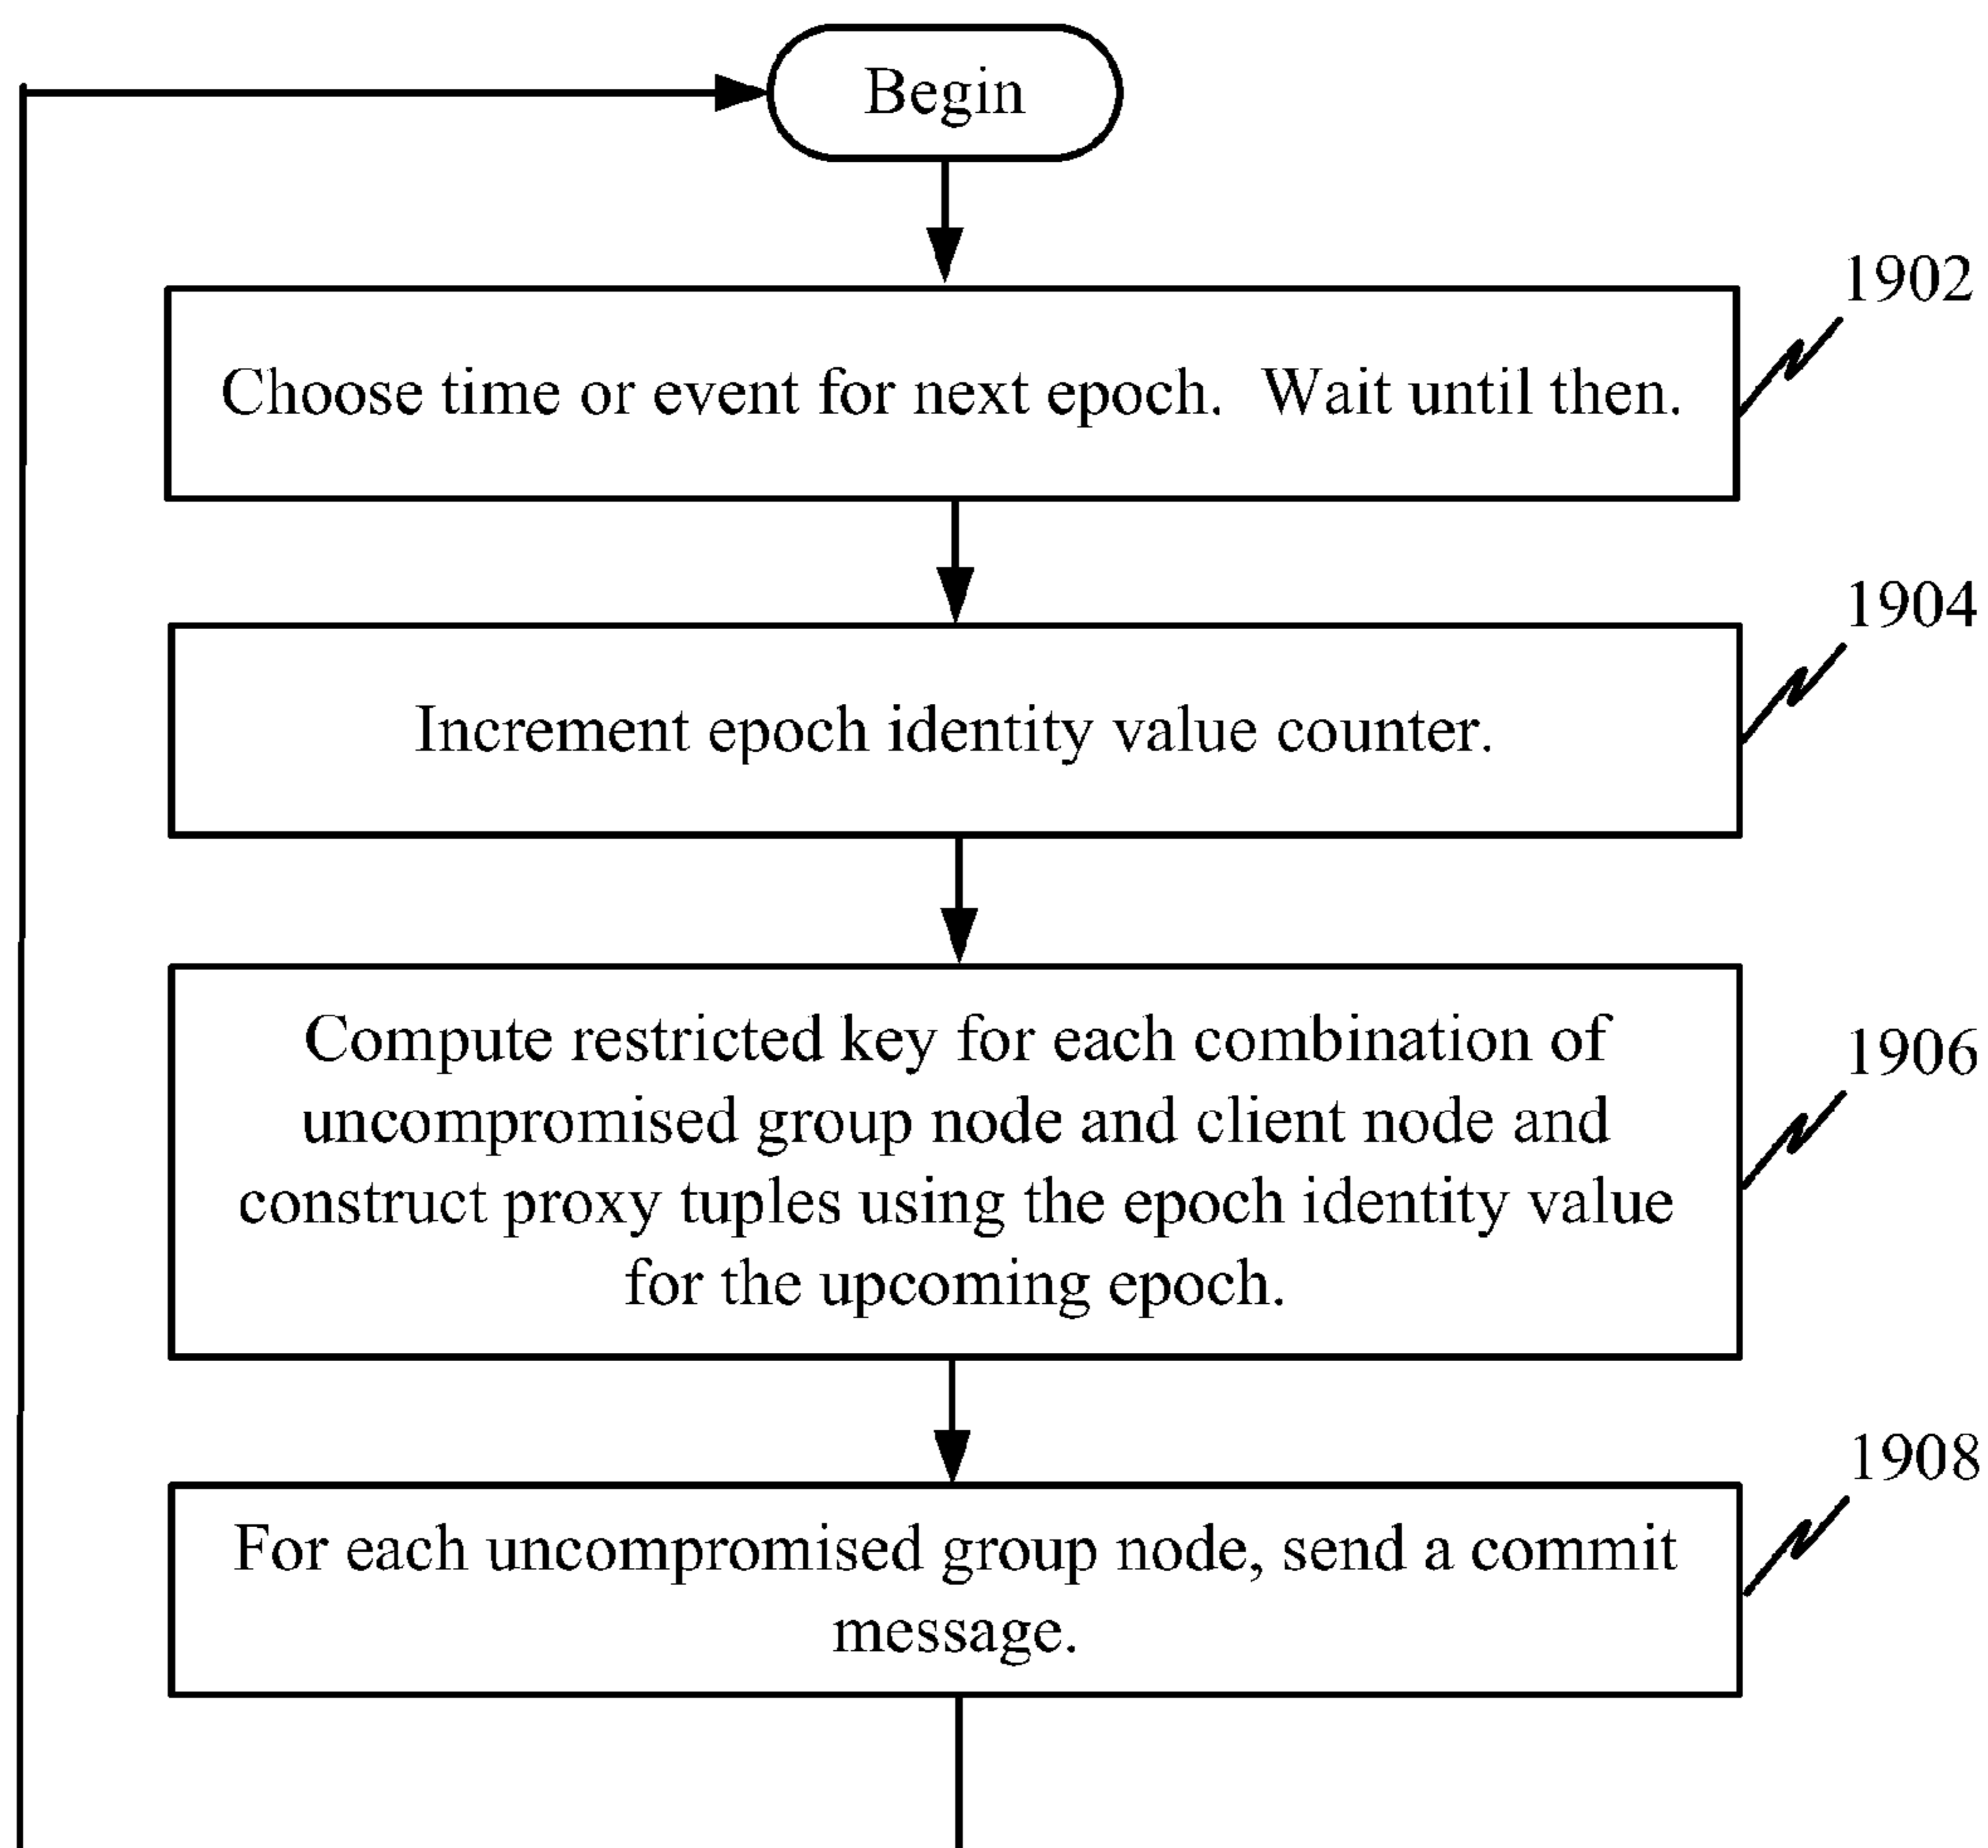 Begin
1902
Choose time or event for next epoch. Wait until then.
1904
Increment epoch identity value counter.
1906
Compute restricted key for each combination of
uncompromised group node and client node and
construct proxy tuples using the epoch identity value
for the upcoming epoch.
1908
For each uncompromised group node, send a commit
message.